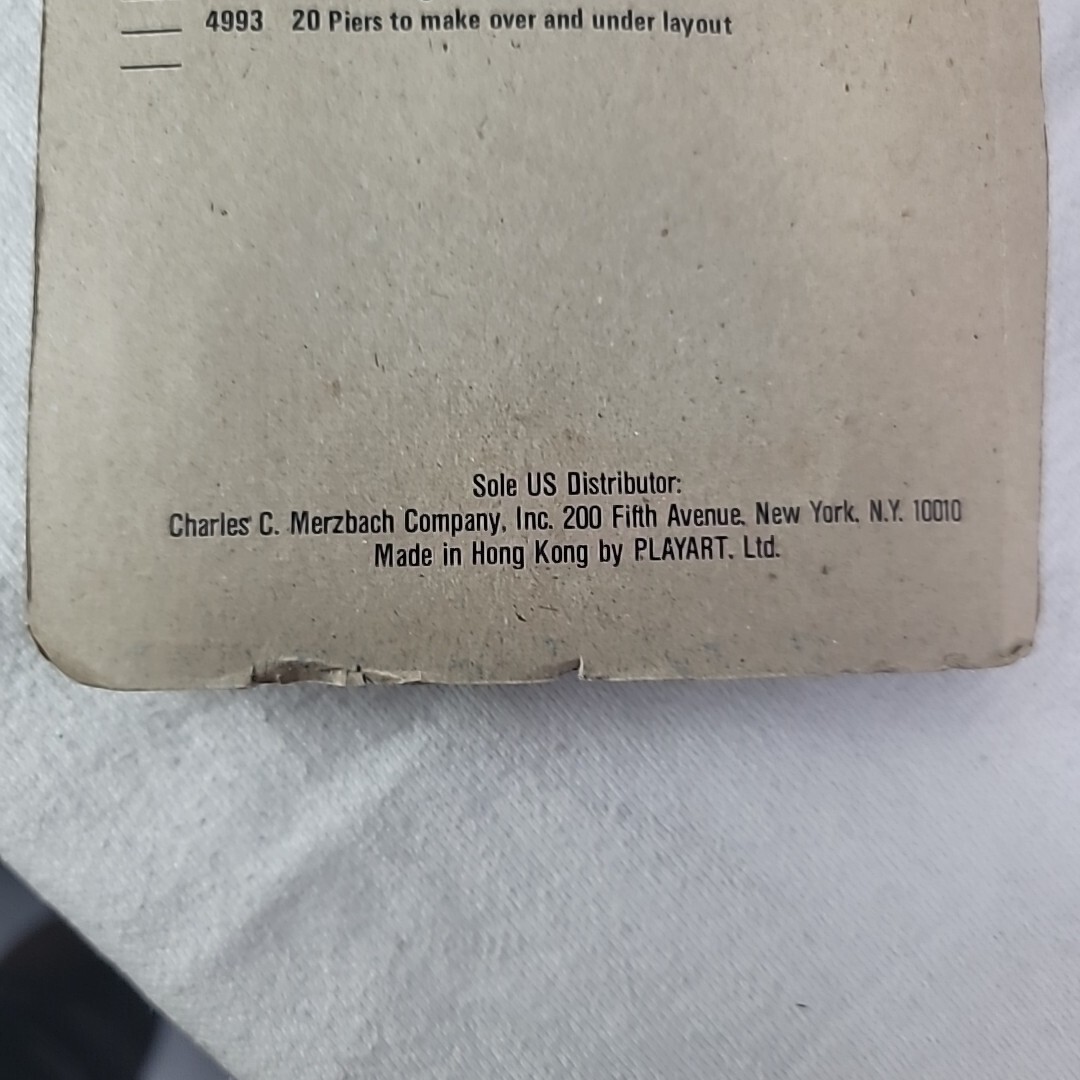 4993 20 Piers to make over and under layout
Sole US Distributor:
Charles C. Merzbach Company, Inc. 200 Fifth Avenue, New York, N.Y. 10010
Made in Hong Kong by PLAYART, Ltd.